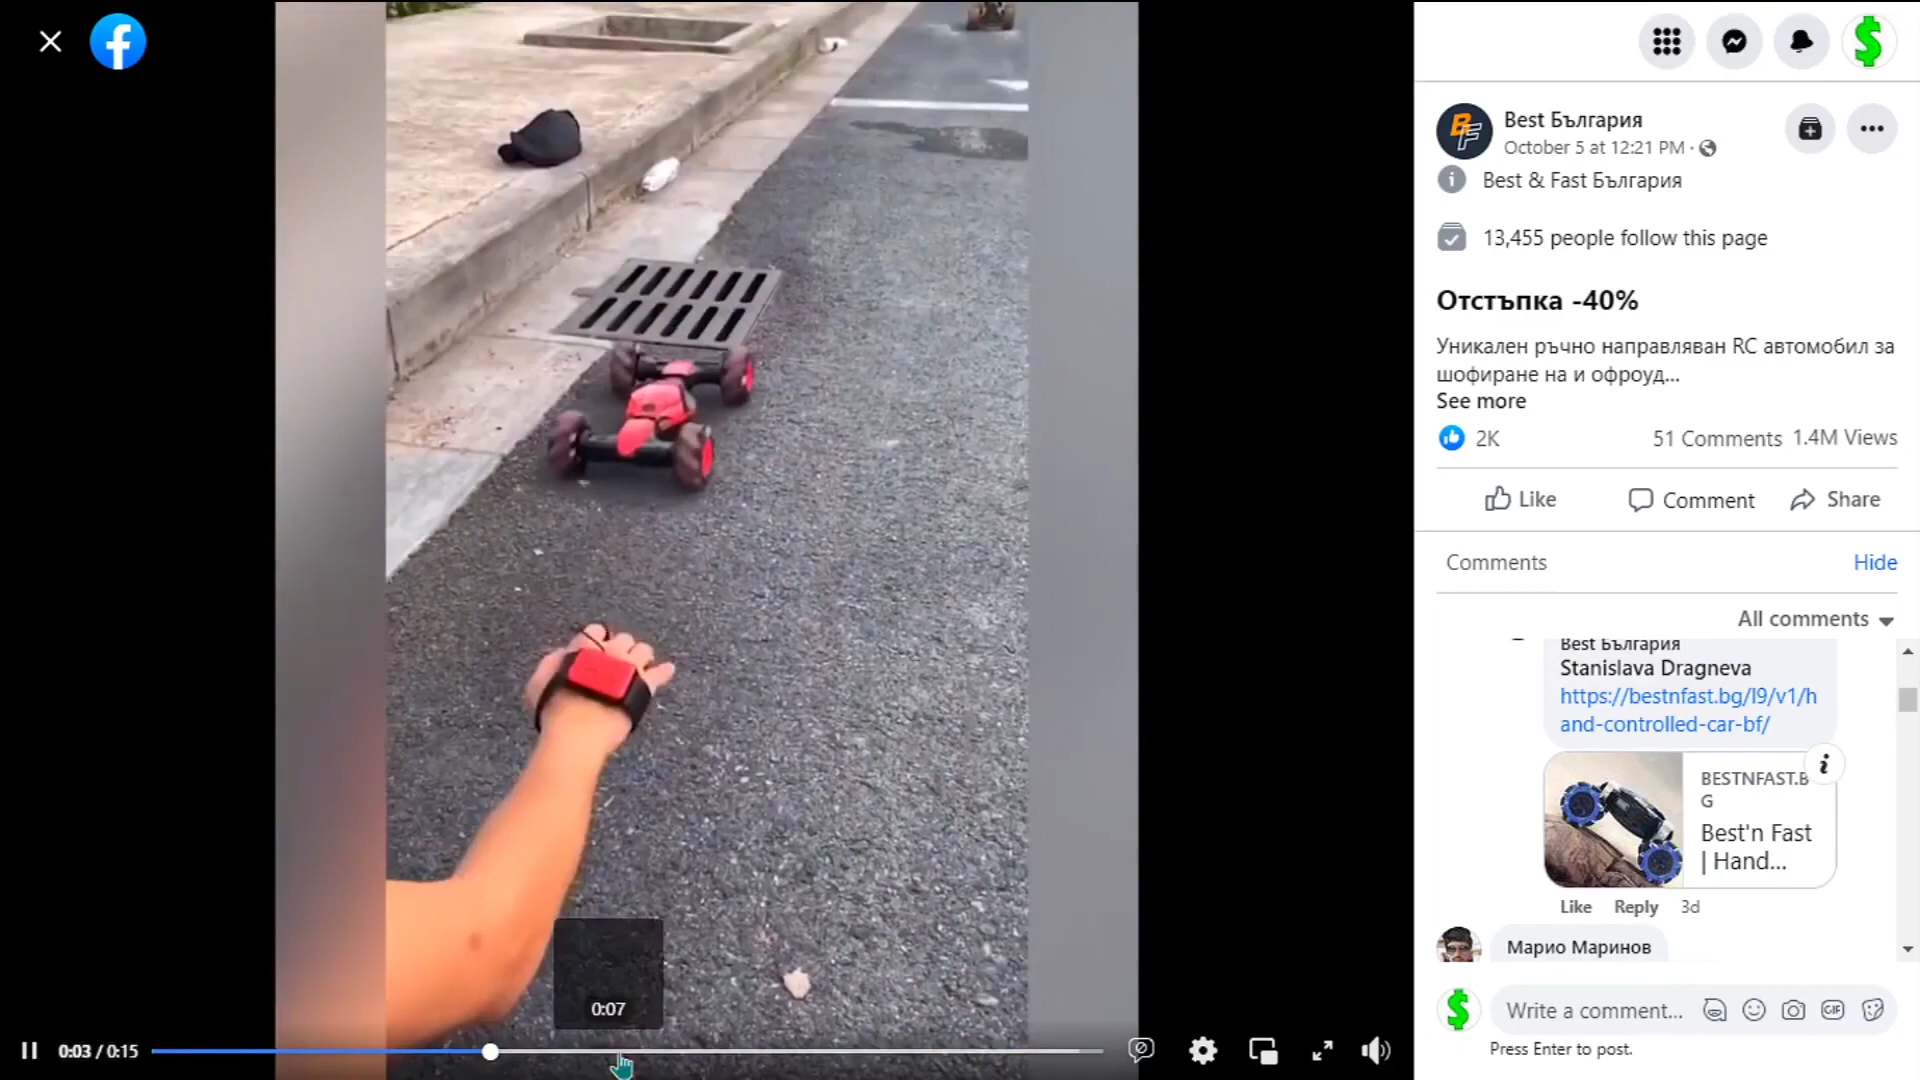 Best България
October 5 at 12:21 PM ·
Best & Fast България
13,455 people follow this page
Отстъпка -40%
Уникален ръчно направляван RC автомобил за
шофиране на и офроуд...
See more
2K
51 Comments
1.4M Views
Like
Comment
Share
Comments
Hide
All comments
Best България
Stanislava Dragneva
https://bestnfast.bg/l9/v1/h
and-controlled-car-bf/
BESTNFAST.B
G
Best'n Fast
| Hand...
Like
Reply
3d
Марио Маринов
Write a comment...
GIF
Press Enter to post.
0:07
0:03 / 0:15